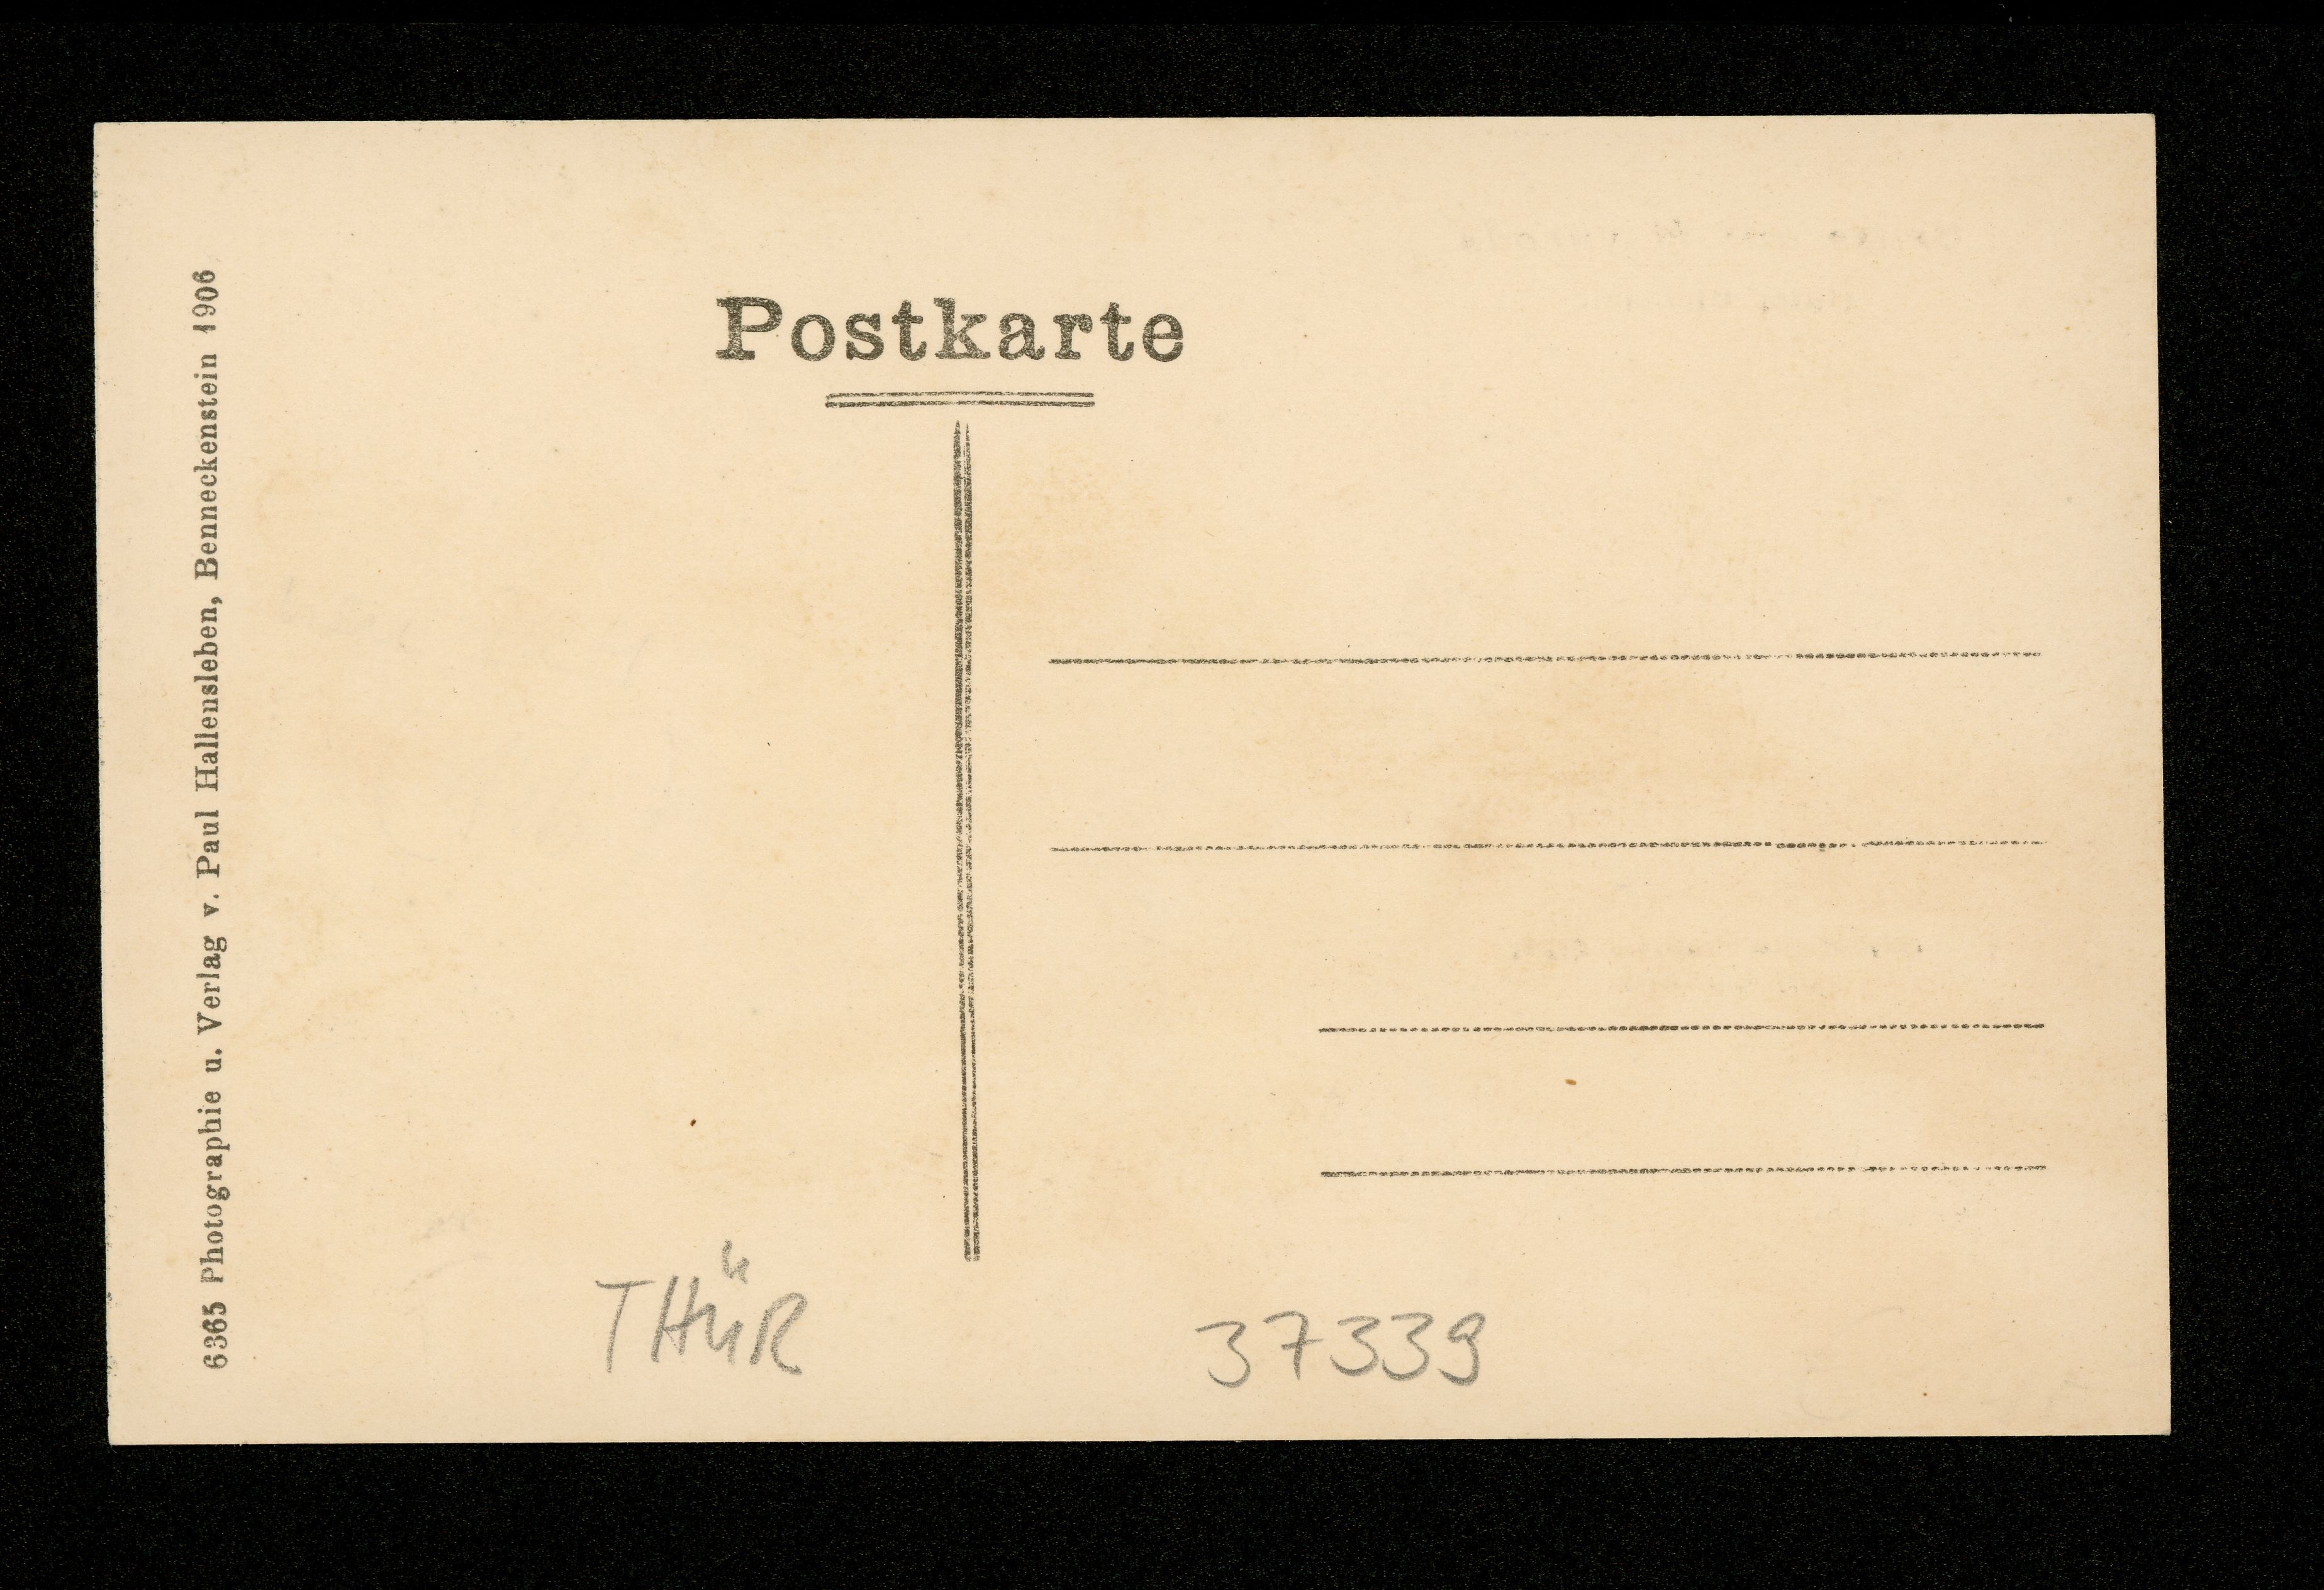 Postkarte
6365 Photographie u. Verlag v. Paul Hallensleben, Benneckenstein 1906
THüR
37339